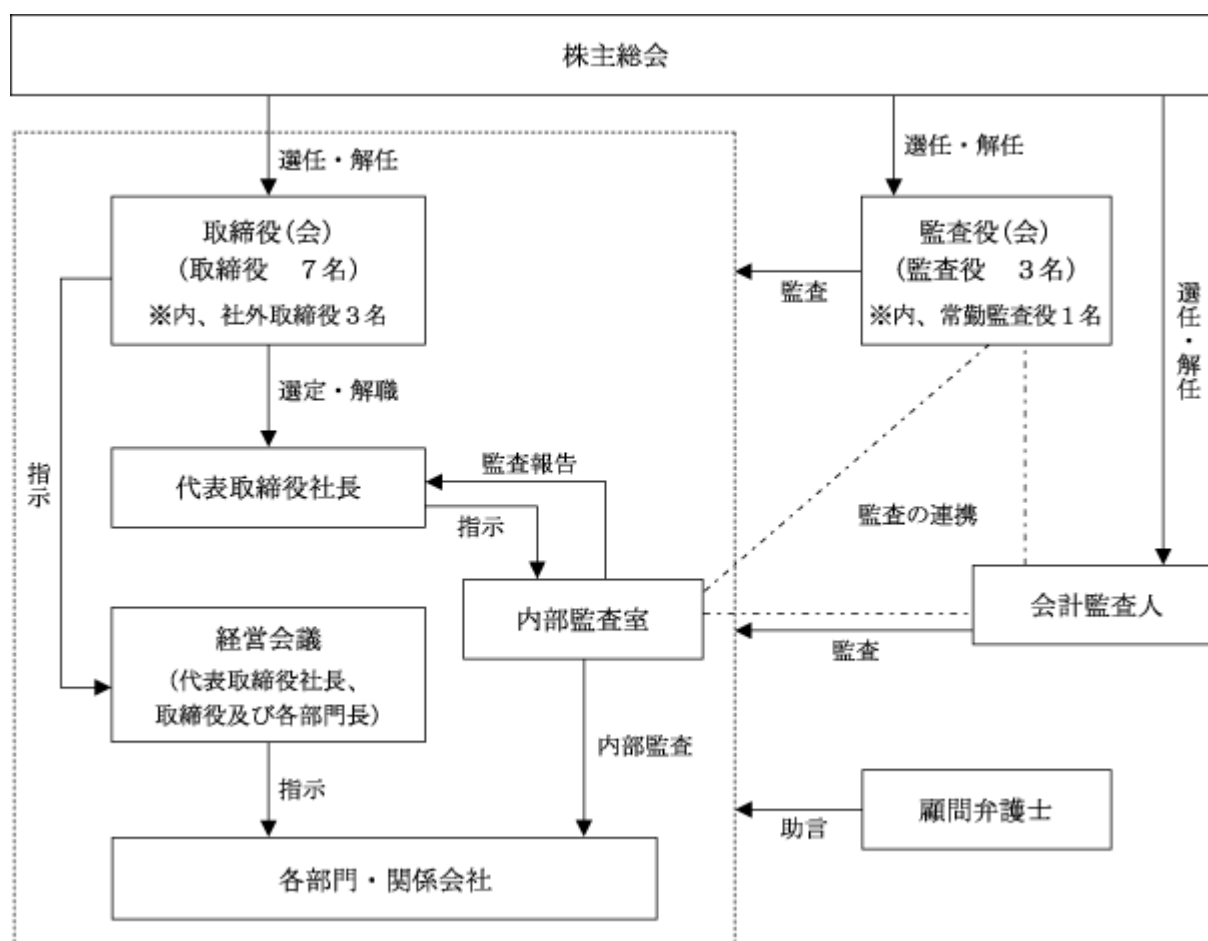 株主総会
選任・解任
選任・解任
選任・解任
取締役(会)
(取締役　７名)
※内、社外取締役３名
監査役(会)
(監査役　３名)
※内、常勤監査役１名
監査
選定・解職
指示
代表取締役社長
監査報告
指示
監査の連携
内部監査室
会計監査人
監査
経営会議
(代表取締役社長、
取締役及び各部門長)
内部監査
指示
顧問弁護士
助言
各部門・関係会社